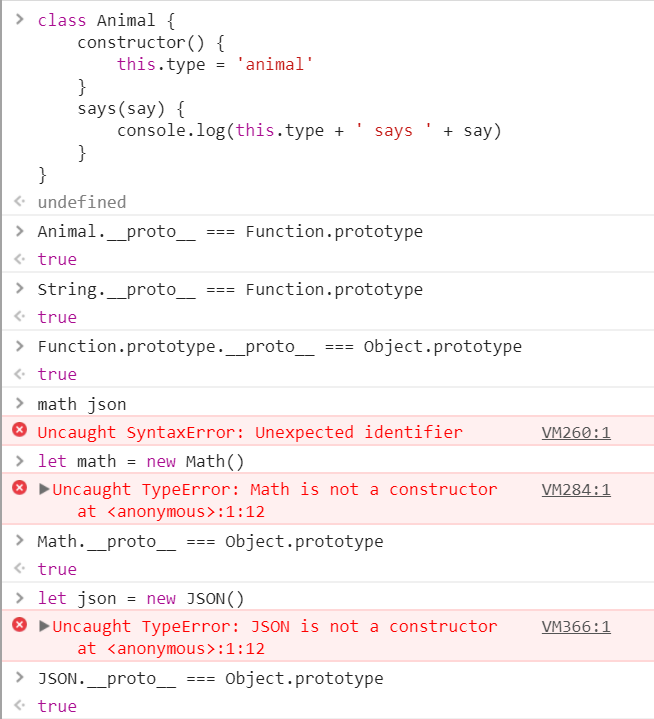 class Animal {
    constructor() {
        this.type = 'animal'
    }
    says(say) {
        console.log(this.type + ' says ' + say)
    }
}
undefined
Animal.__proto__ === Function.prototype
true
String.__proto__ === Function.prototype
true
Function.prototype.__proto__ === Object.prototype
true
math json
Uncaught SyntaxError: Unexpected identifier VM260:1
let math = new Math()
Uncaught TypeError: Math is not a constructor VM284:1
    at <anonymous>:1:12
Math.__proto__ === Object.prototype
true
let json = new JSON()
Uncaught TypeError: JSON is not a constructor VM366:1
    at <anonymous>:1:12
JSON.__proto__ === Object.prototype
true